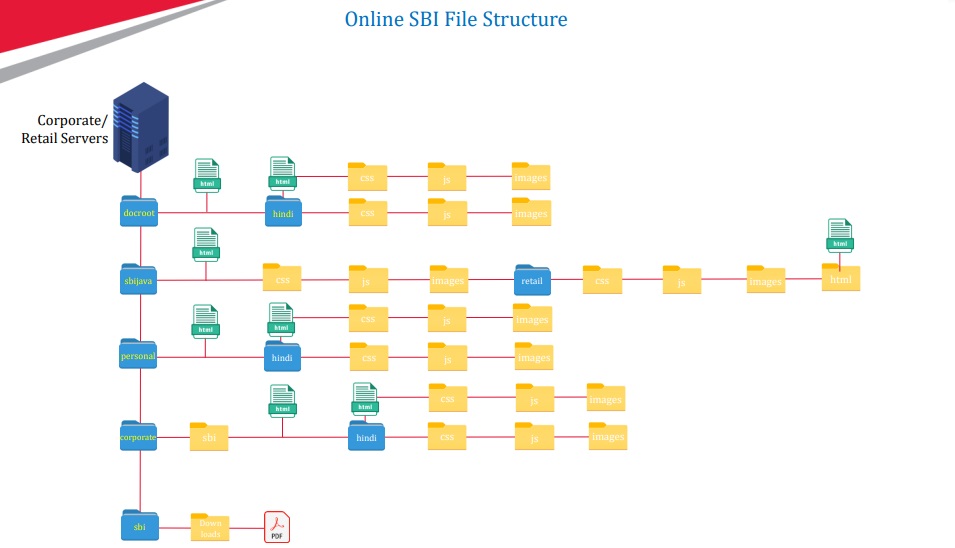 Online SBI File Structure
Corporate/
Retail Servers
html
html
css
js
images
docroot
hindi
css
js
images
html
html
sbijava
css
js
images
retail
css
js
images
html
html
html
css
js
images
personal
hindi
css
js
images
html
html
css
js
images
corporate
sbi
hindi
css
js
images
sbi
Down
loads
PDF